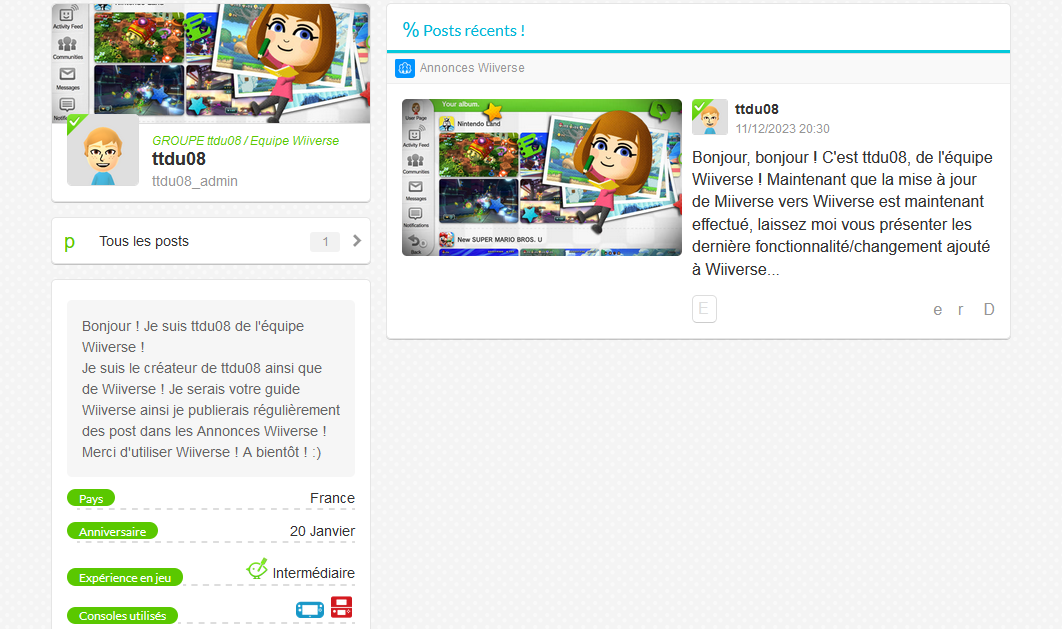 Nintendo Land
Activity Feed
Communities
Messages
GROUPE ttdu08 / Equipe Wiiverse
ttdu08
ttdu08_admin
p Tous les posts 1
Bonjour ! Je suis ttdu08 de l'équipe
Wiiverse !
Je suis le créateur de ttdu08 ainsi que
de Wiiverse ! Je serais votre guide
Wiiverse ainsi je publierais régulièrement
des post dans les Annonces Wiiverse !
Merci d'utiliser Wiiverse ! A bientôt ! :)
Pays France
Anniversaire 20 Janvier
Expérience en jeu Intermédiaire
Consoles utilisés
% Posts récents !
Annonces Wiiverse
Your album.
User Page
Nintendo Land
Activity Feed
Communities
Messages
Notifications
Back
New SUPER MARIO BROS. U
ttdu08
11/12/2023 20:30
Bonjour, bonjour ! C'est ttdu08, de l'équipe
Wiiverse ! Maintenant que la mise à jour
de Miiverse vers Wiiverse est maintenant
effectué, laissez moi vous présenter les
dernière fonctionnalité/changement ajouté
à Wiiverse...
E e r D